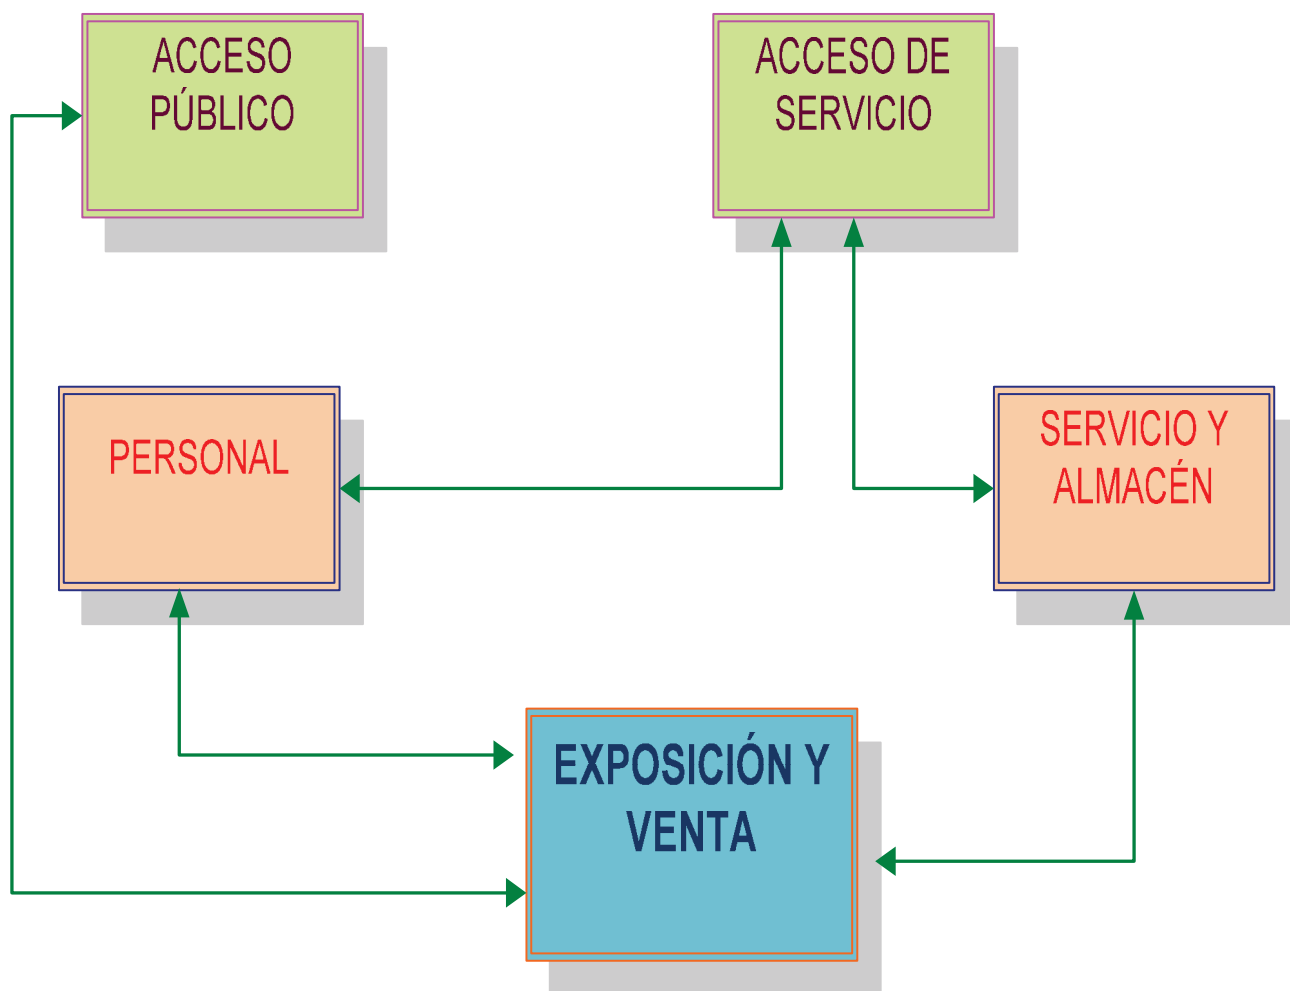 ACCESO
PÚBLICO
ACCESO DE
SERVICIO
PERSONAL
SERVICIO Y
ALMACÉN
EXPOSICIÓN Y
VENTA